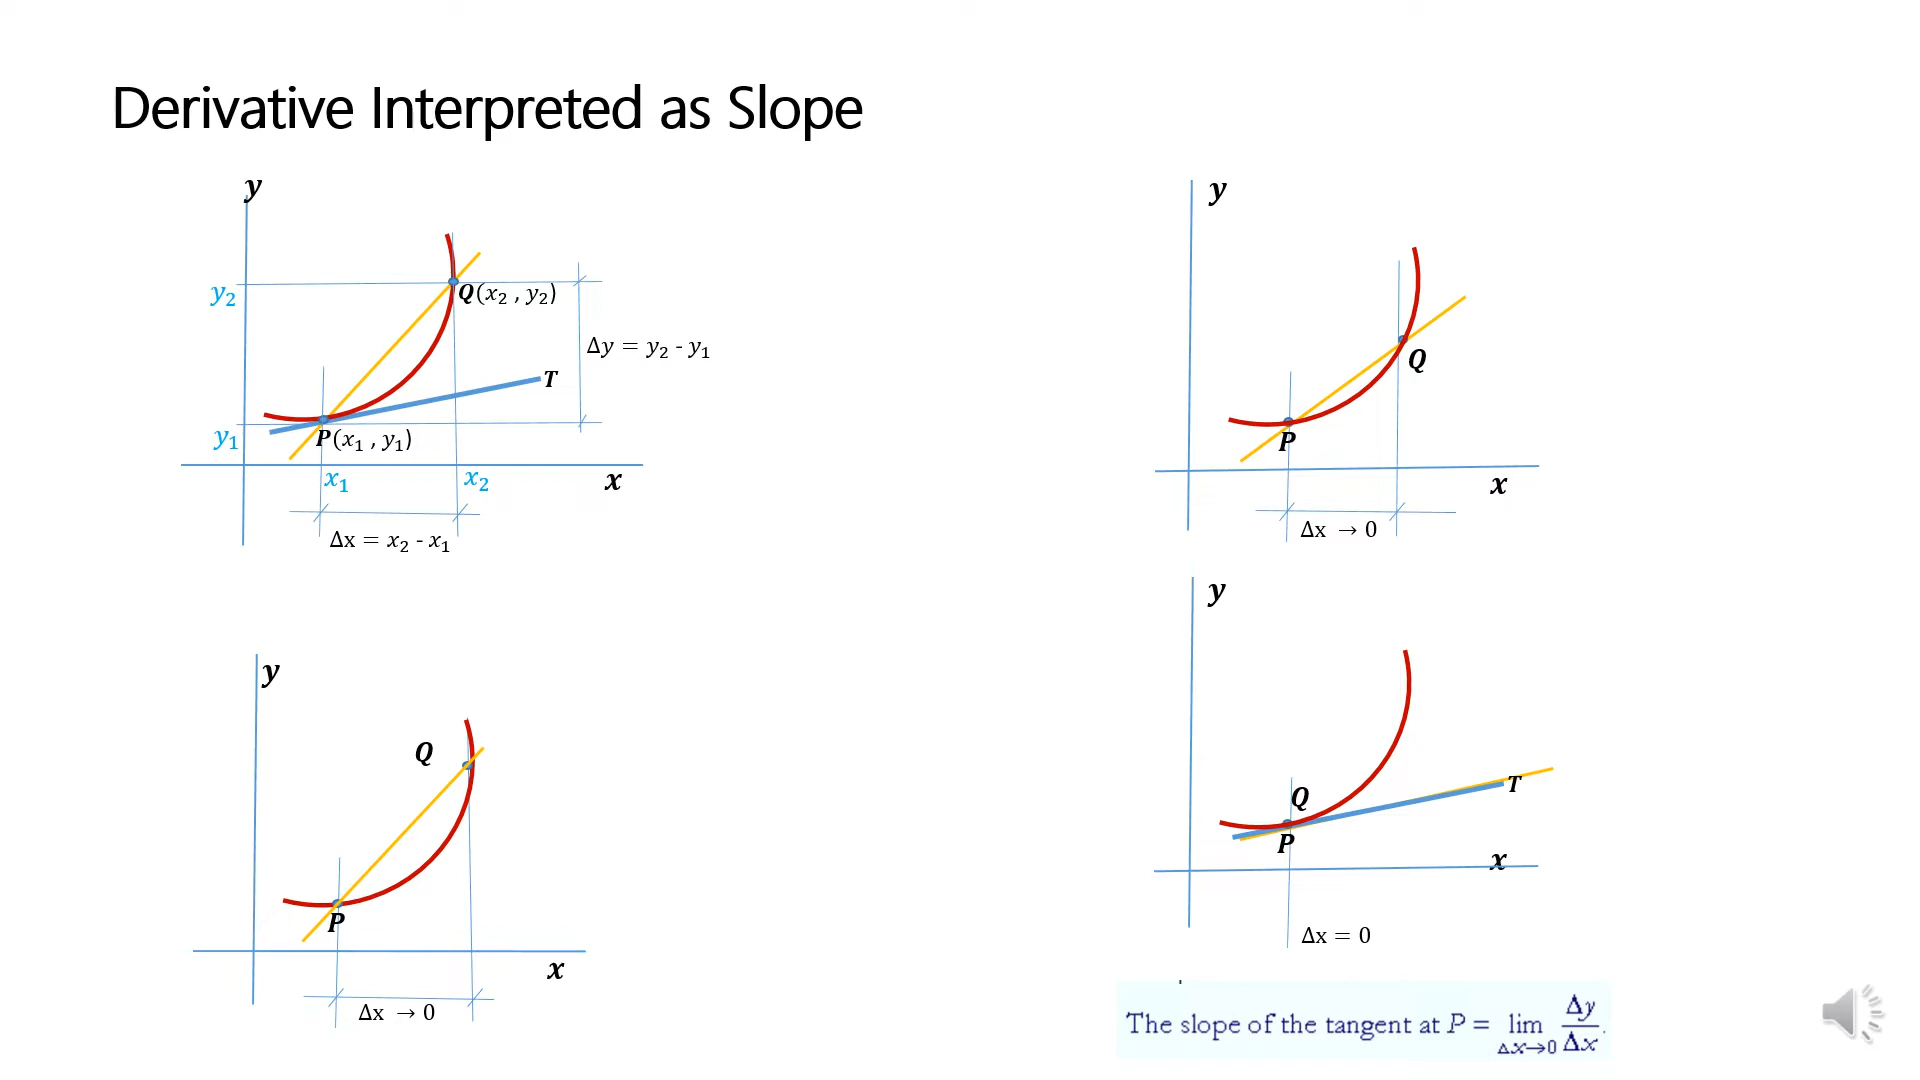 Derivative Interpreted as Slope
y
y₂
Q(x₂ , y₂)
Δy = y₂ - y₁
T
y₁
P(x₁ , y₁)
x₁
x₂
x
Δx = x₂ - x₁
y
Q
P
x
Δx → 0
y
Q
P
x
Δx → 0
y
Q
T
P
x
Δx = 0
The slope of the tangent at P = lim Δx→0 Δy/Δx.